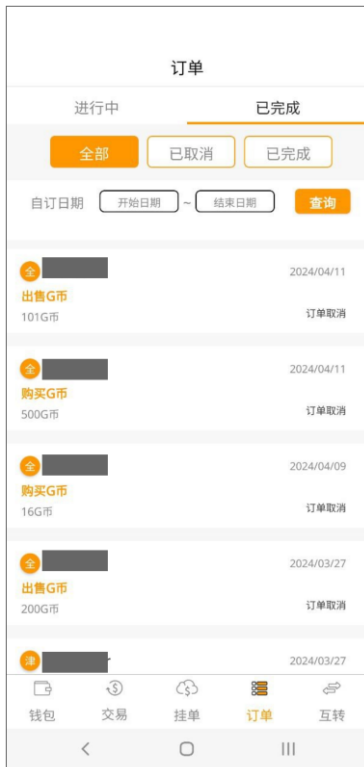 订单
进行中 已完成
全部 已取消 已完成
自订日期 开始日期 ~ 结束日期 查询
全 2024/04/11
出售G币
101G币 订单取消
全 2024/04/11
购买G币
500G币 订单取消
全 2024/04/09
购买G币
16G币 订单取消
全 2024/03/27
出售G币
200G币 订单取消
津 2024/03/27
钱包 交易 挂单 订单 互转